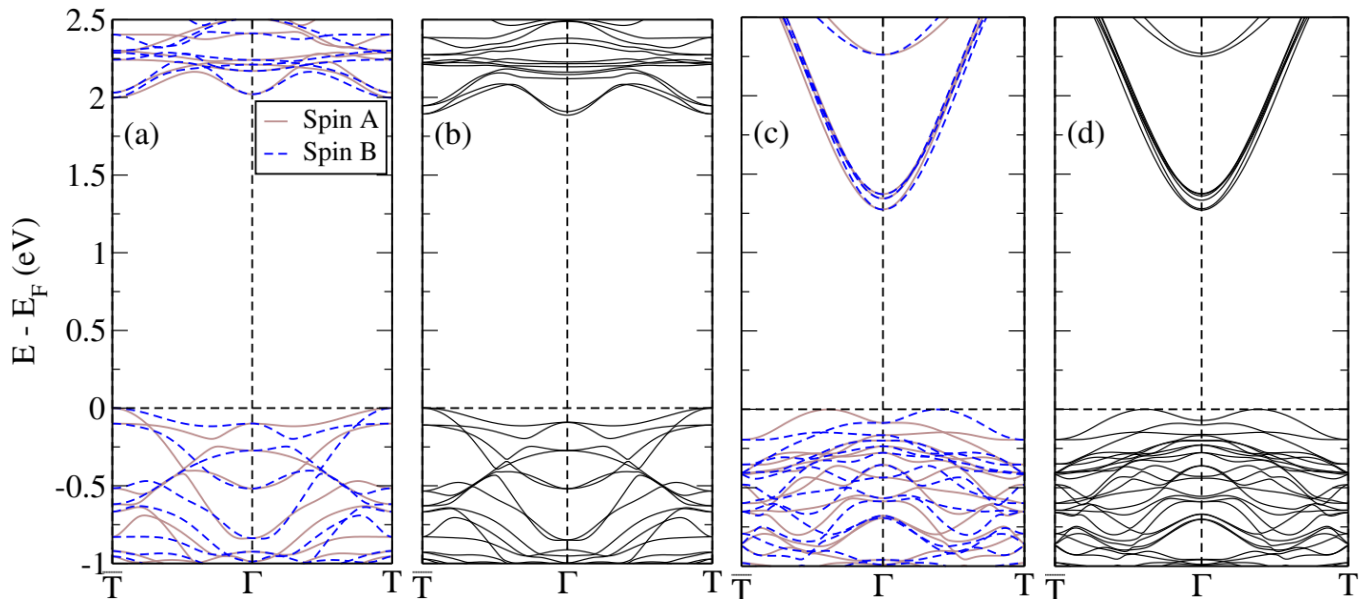 2.5
2
1.5
1
0.5
0
-0.5
-1
E - E_F (eV)
(a)
(b)
(c)
(d)
Spin A
Spin B
T̿ Γ T T̿ Γ T T̿ Γ T T̿ Γ T